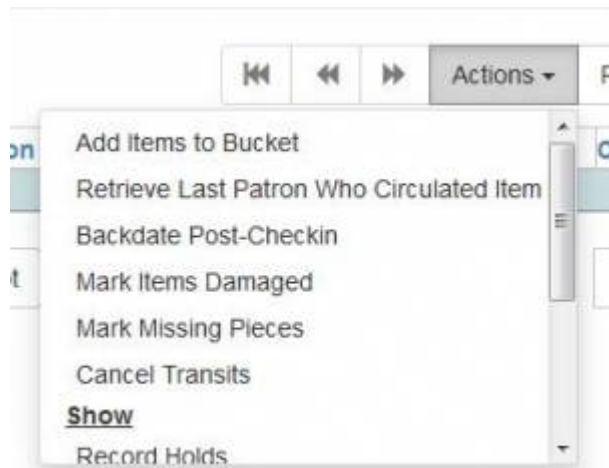 Actions
Add Items to Bucket
Retrieve Last Patron Who Circulated Item
Backdate Post-Checkin
Mark Items Damaged
Mark Missing Pieces
Cancel Transits
Show
Record Holds